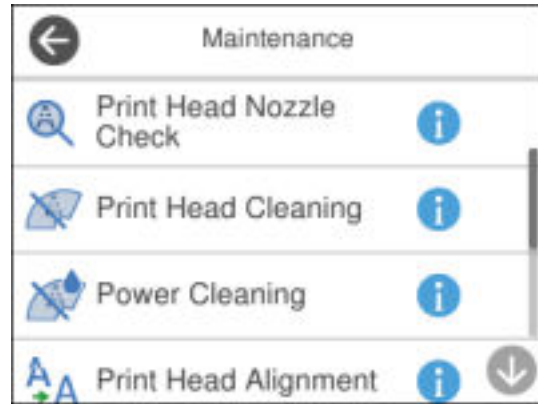 Maintenance
Print Head Nozzle
Check
Print Head Cleaning
Power Cleaning
Print Head Alignment